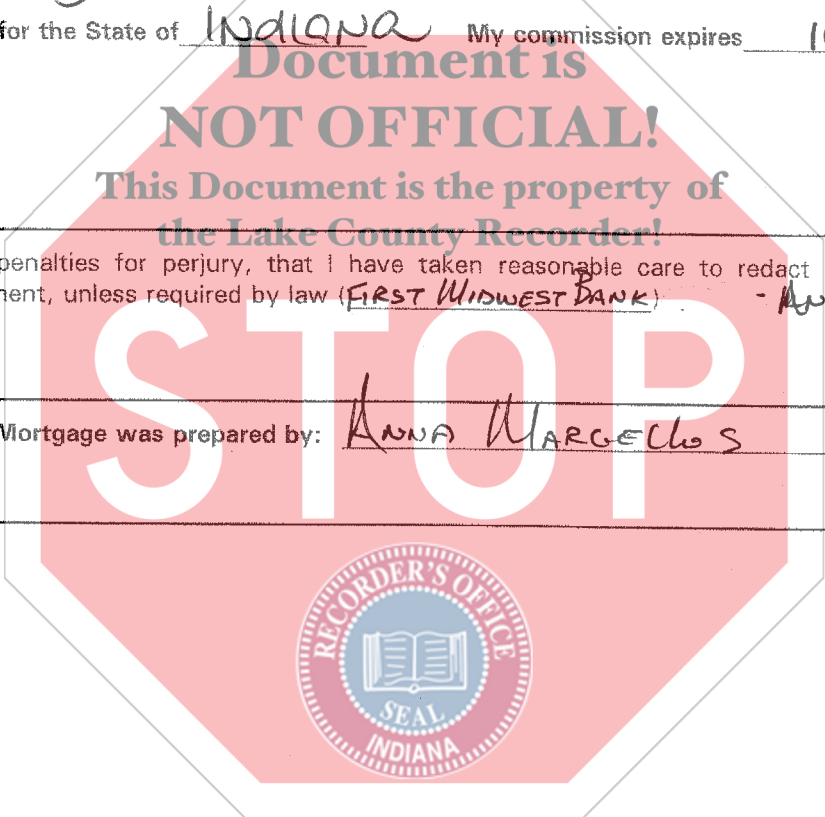 for the State of INDIANA My commission expires
Document is
NOT OFFICIAL!
This Document is the property of
the Lake County Recorder!
penalties for perjury, that I have taken reasonable care to redact
ment, unless required by law (FIRST MIDWEST BANK) - AN
Mortgage was prepared by: ANNA MARGELLOS
STOP
RECORDER'S OFFICE
SEAL
INDIANA